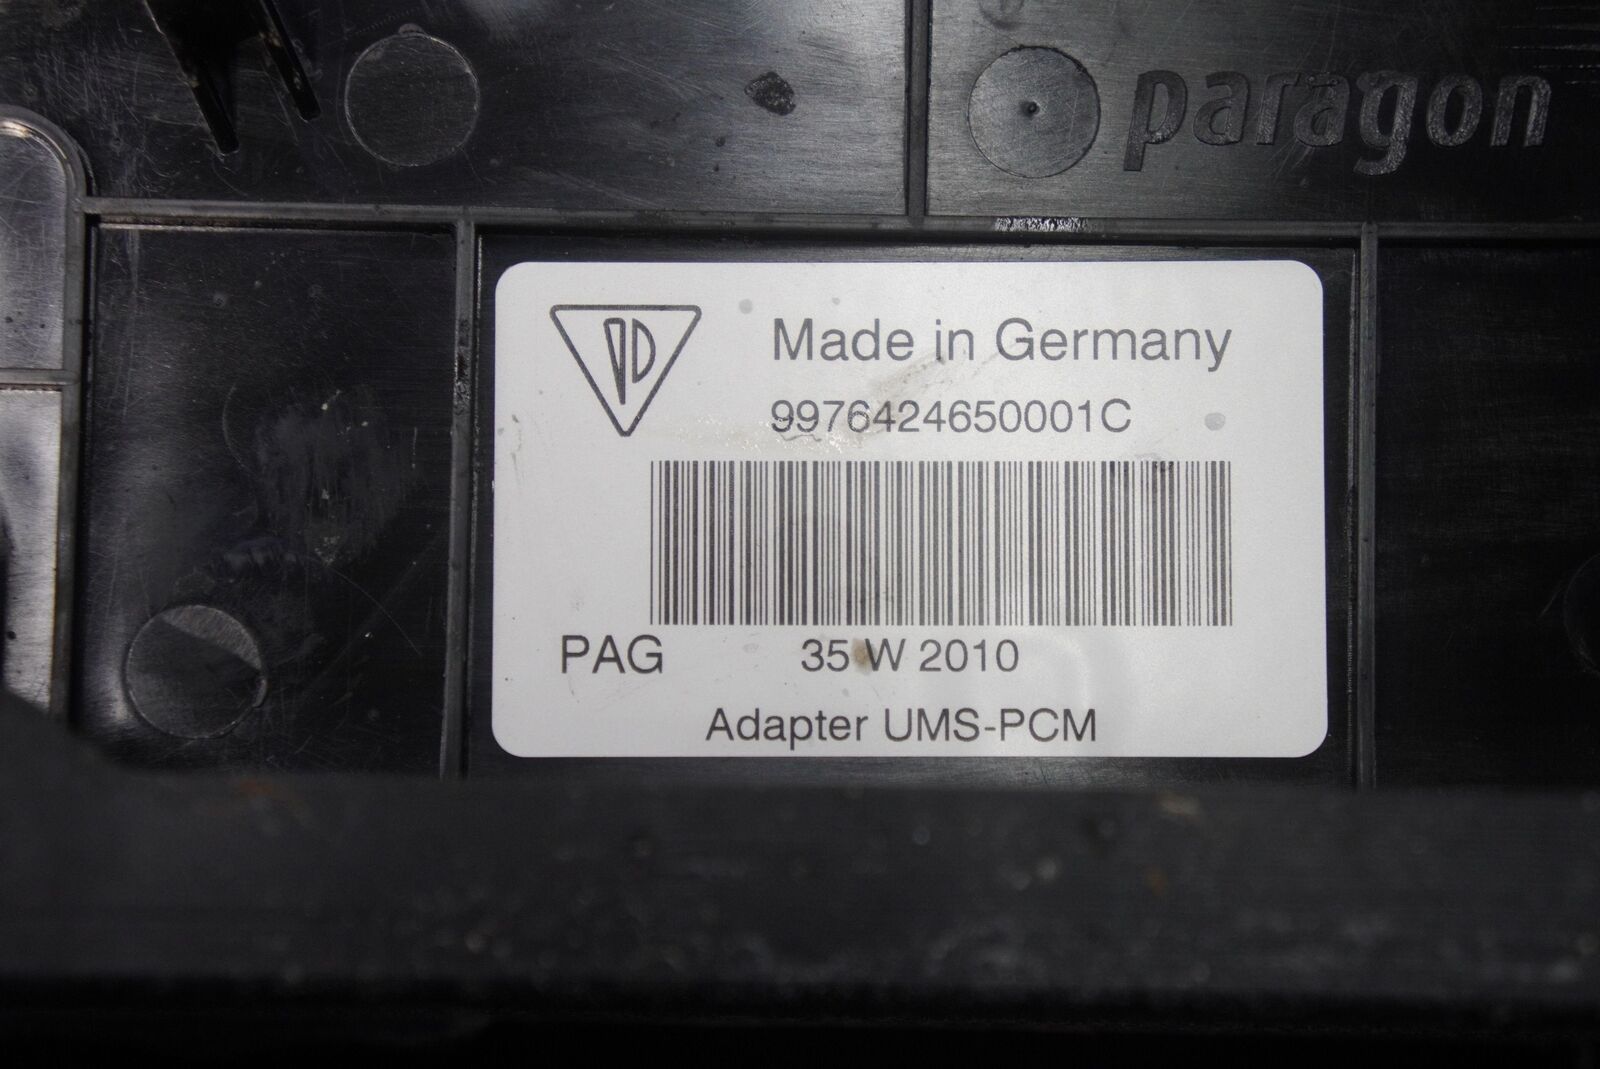 paragon
Made in Germany
9976424650001C
PAG 35 W 2010
Adapter UMS-PCM